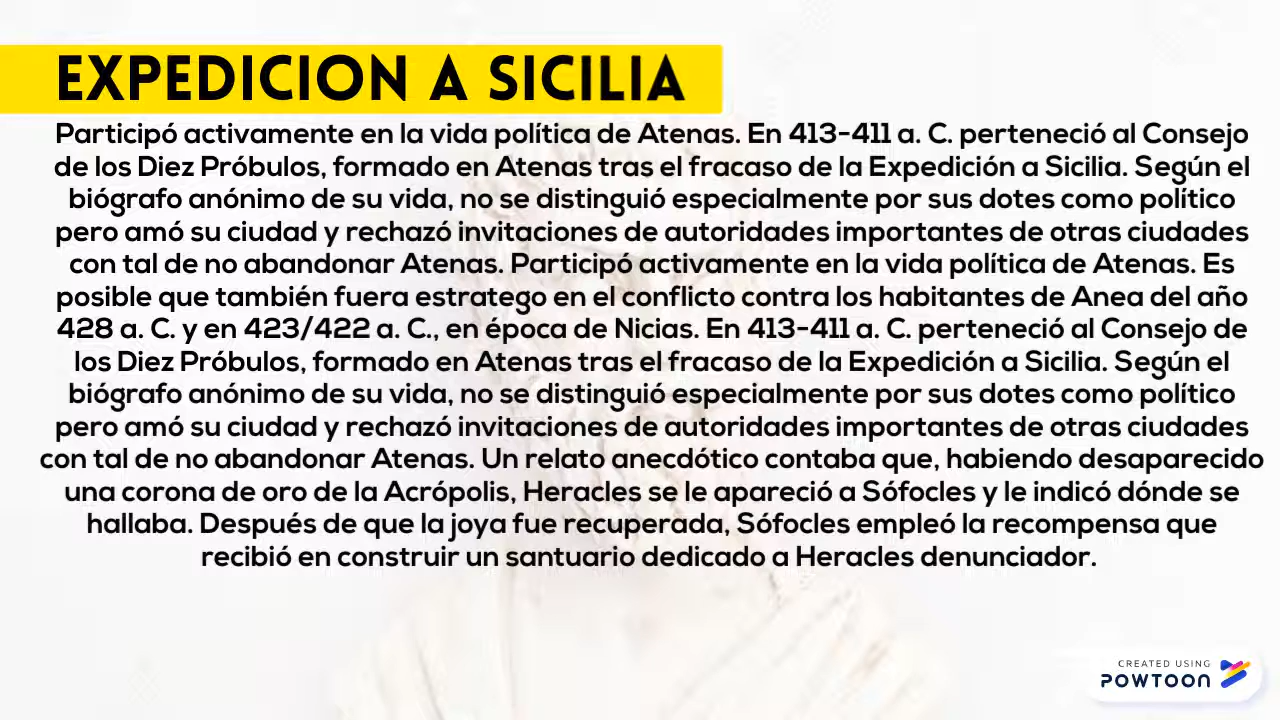 EXPEDICION A SICILIA
Participó activamente en la vida política de Atenas. En 413-411 a. C. perteneció al Consejo
de los Diez Próbulos, formado en Atenas tras el fracaso de la Expedición a Sicilia. Según el
biógrafo anónimo de su vida, no se distinguió especialmente por sus dotes como político
pero amó su ciudad y rechazó invitaciones de autoridades importantes de otras ciudades
con tal de no abandonar Atenas. Participó activamente en la vida política de Atenas. Es
posible que también fuera estratego en el conflicto contra los habitantes de Anea del año
428 a. C. y en 423/422 a. C., en época de Nicias. En 413-411 a. C. perteneció al Consejo de
los Diez Próbulos, formado en Atenas tras el fracaso de la Expedición a Sicilia. Según el
biógrafo anónimo de su vida, no se distinguió especialmente por sus dotes como político
pero amó su ciudad y rechazó invitaciones de autoridades importantes de otras ciudades
con tal de no abandonar Atenas. Un relato anecdótico contaba que, habiendo desaparecido
una corona de oro de la Acrópolis, Heracles se le apareció a Sófocles y le indicó dónde se
hallaba. Después de que la joya fue recuperada, Sófocles empleó la recompensa que
recibió en construir un santuario dedicado a Heracles denunciador.
CREATED USING
POWTOON